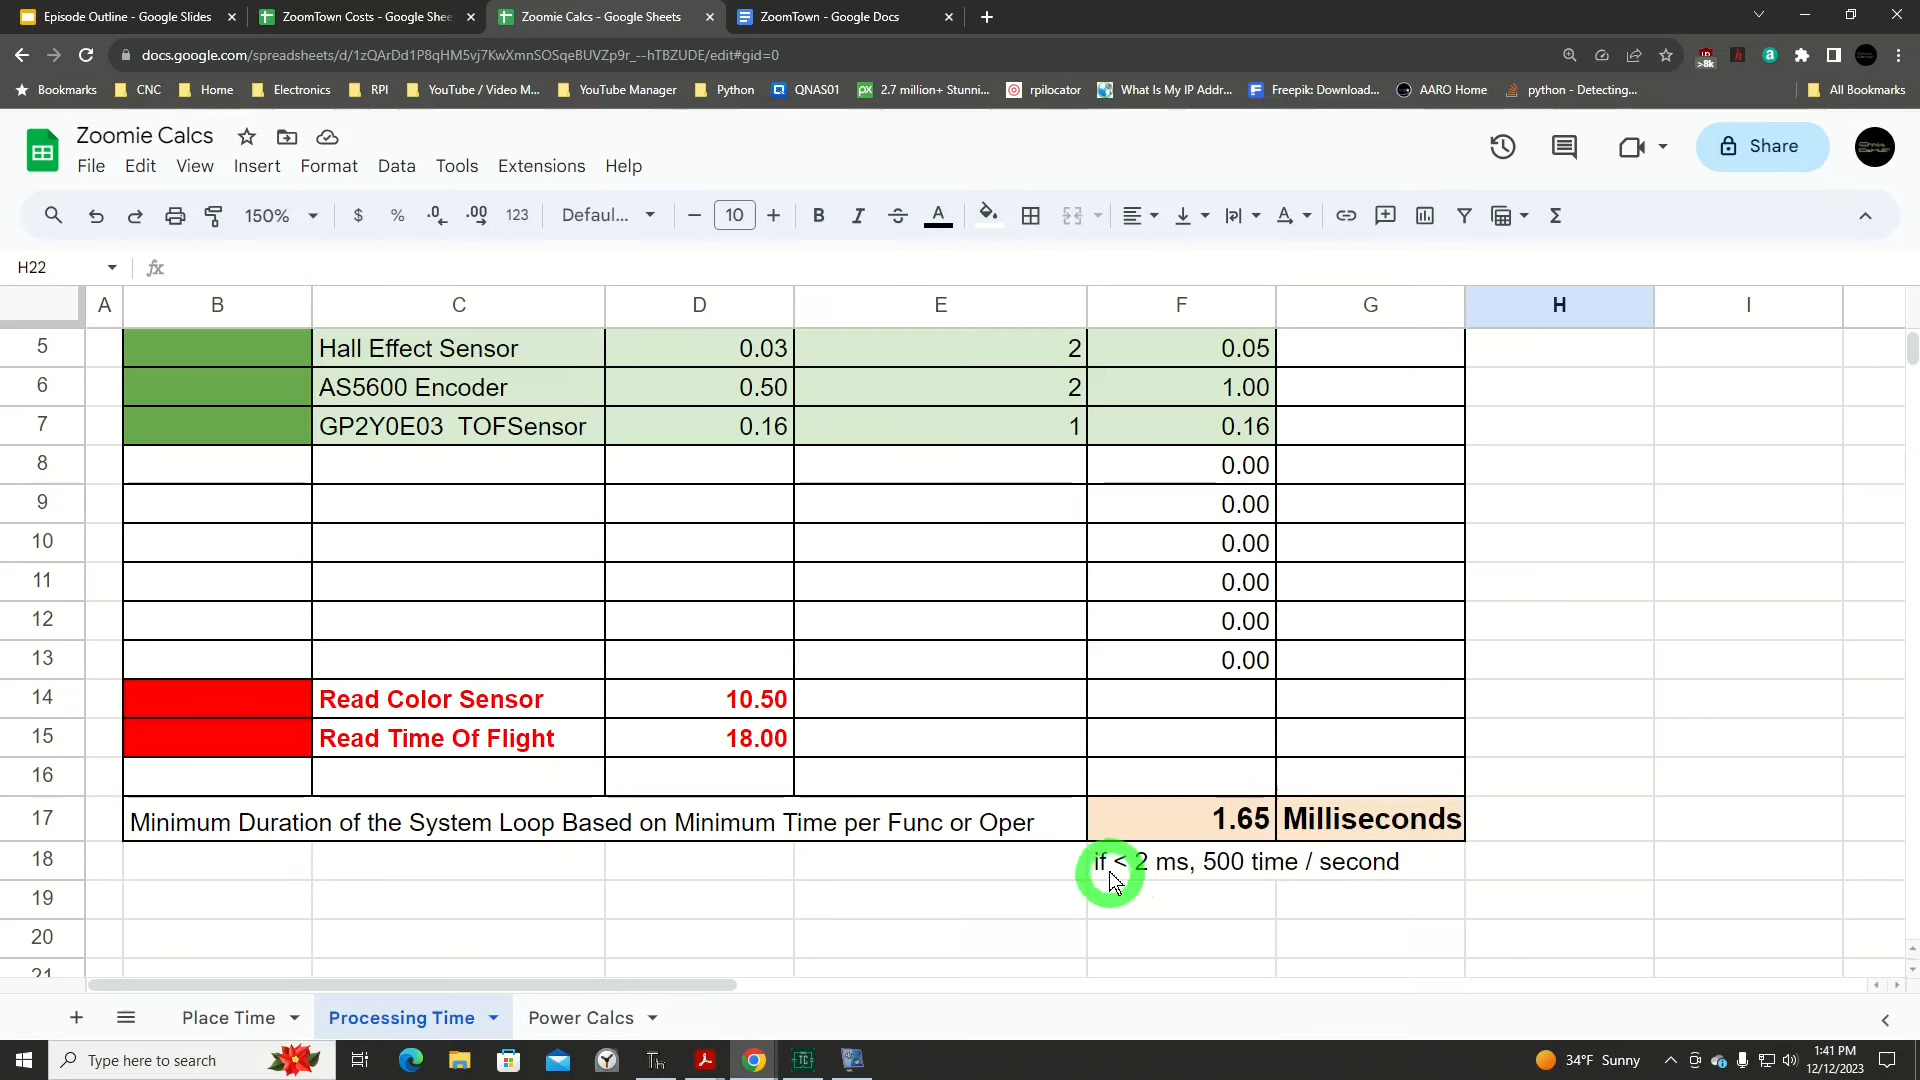 Episode Outline - Google Slides
ZoomTown Costs - Google Shee
Zoomie Calcs - Google Sheets
ZoomTown - Google Docs
docs.google.com/spreadsheets/d/1zQArDd1P8qHM5vj7KwXmnSOSqeBUVZp9r_--hTBZUDE/edit#gid=0
>8k
Bookmarks CNC Home Electronics RPI YouTube / Video M... YouTube Manager Python QNAS01 2.7 million+ Stunni... rpilocator What Is My IP Addr... Freepik: Download... AARO Home python - Detecting... All Bookmarks
Zoomie Calcs
Share
File Edit View Insert Format Data Tools Extensions Help
150% $ % .0 .00 123 Defaul... 10 B I A
H22
A B C D E F G H I
5 Hall Effect Sensor 0.03 2 0.05
6 AS5600 Encoder 0.50 2 1.00
7 GP2Y0E03 TOFSensor 0.16 1 0.16
8 0.00
9 0.00
10 0.00
11 0.00
12 0.00
13 0.00
14 Read Color Sensor 10.50
15 Read Time Of Flight 18.00
16
17 Minimum Duration of the System Loop Based on Minimum Time per Func or Oper 1.65 Milliseconds
18 if < 2 ms, 500 time / second
19
20
21
Place Time Processing Time Power Calcs
Type here to search
34°F Sunny
1:41 PM
12/12/2023